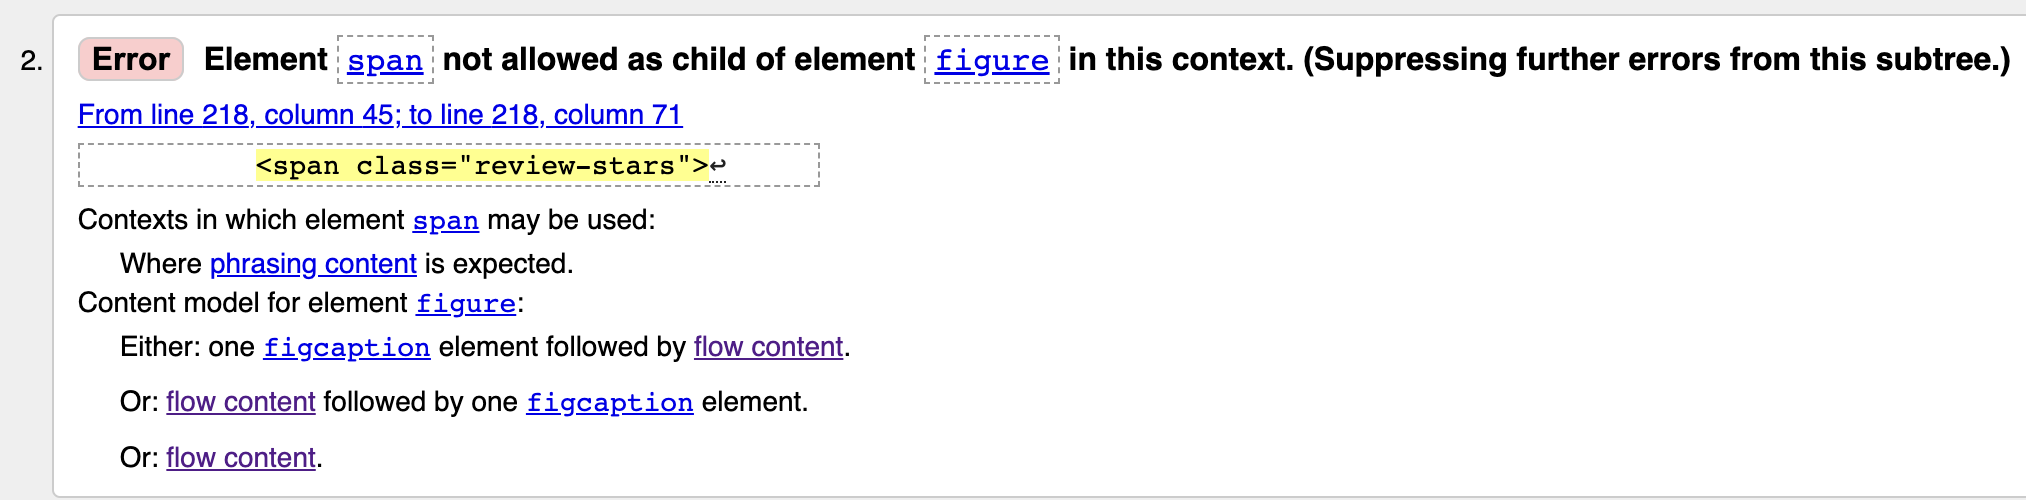 2. Error Element span not allowed as child of element figure in this context. (Suppressing further errors from this subtree.)
From line 218, column 45; to line 218, column 71
<span class="review-stars">↩
Contexts in which element span may be used:
Where phrasing content is expected.
Content model for element figure:
Either: one figcaption element followed by flow content.
Or: flow content followed by one figcaption element.
Or: flow content.